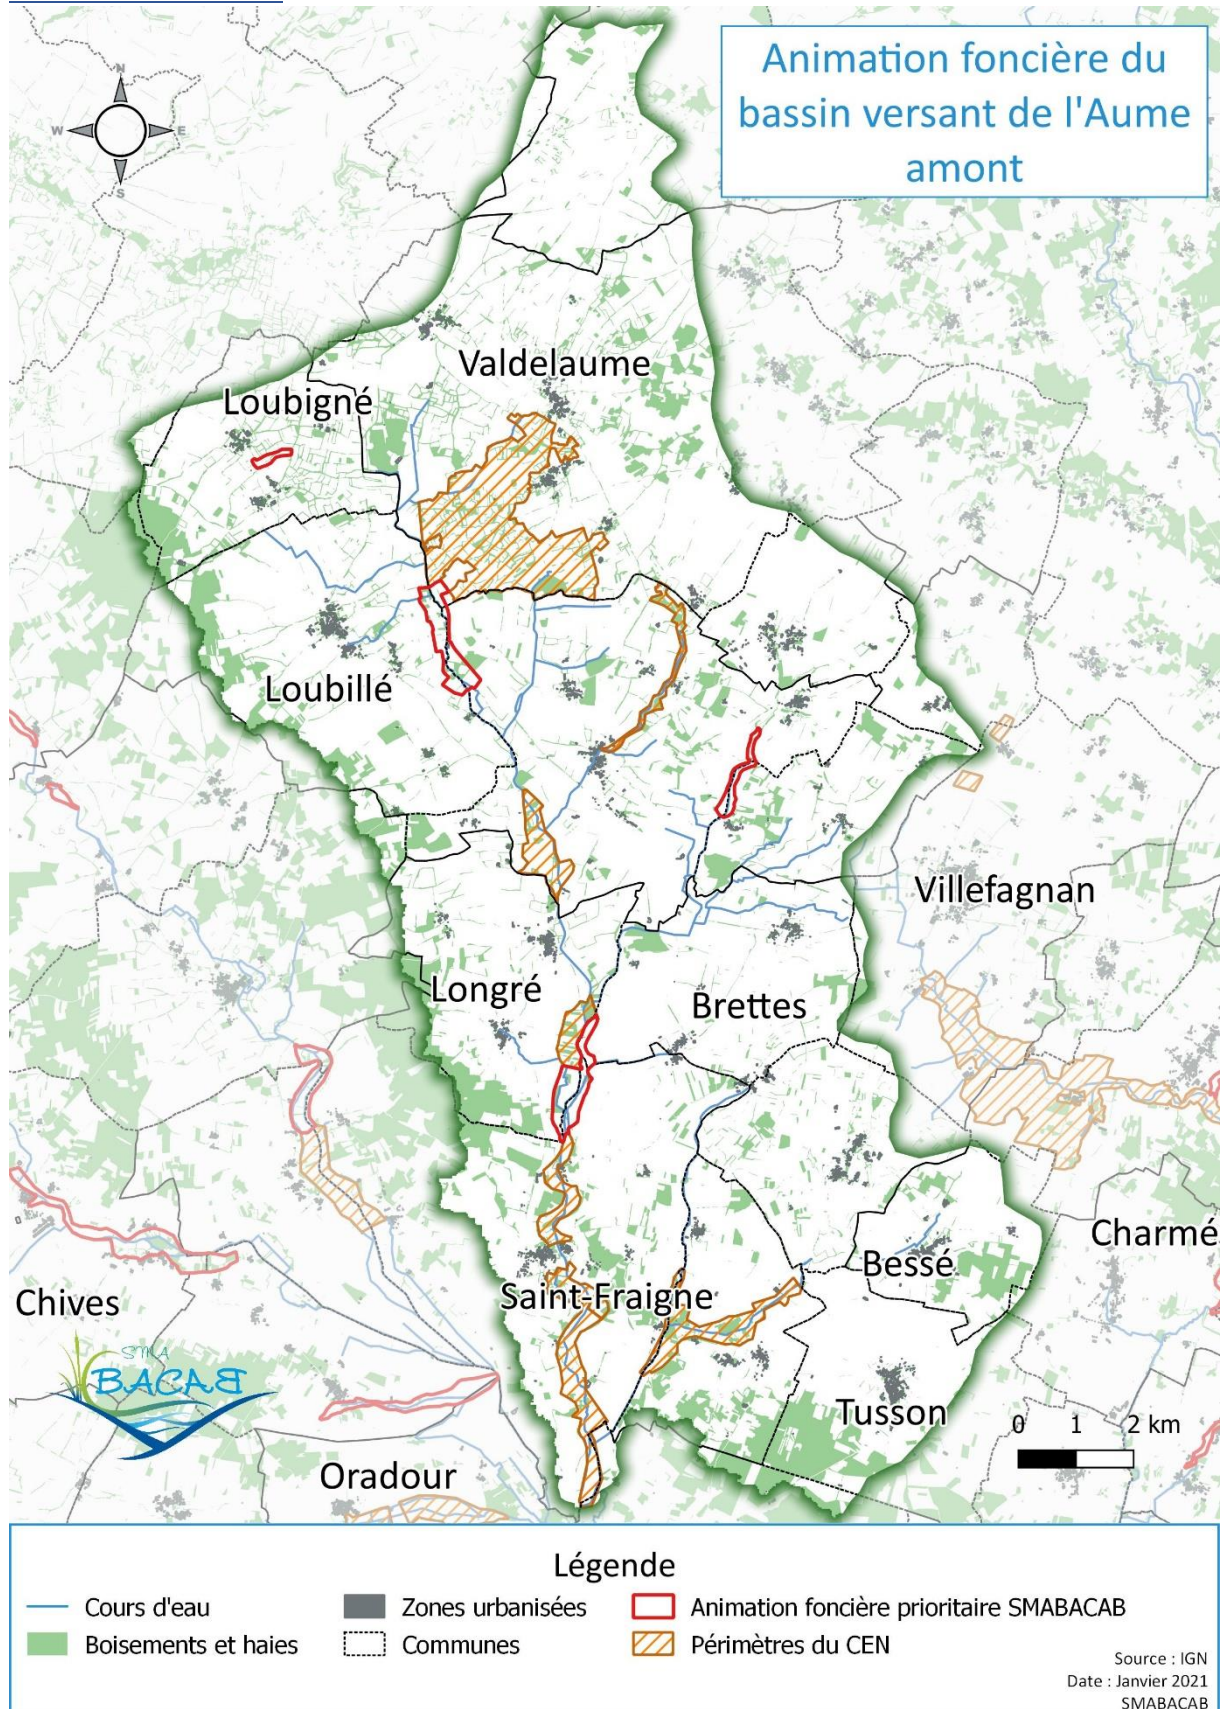 Animation foncière du
bassin versant de l'Aume
amont
N
W
E
S
Valdelaume
Loubigné
Loubillé
Villefagnan
Longré
Brettes
Charmé
Bessé
Saint-Fraigne
Chives
SMA
BACAB
Tusson
0 1 2 km
Oradour
Légende
Cours d'eau
Zones urbanisées
Animation foncière prioritaire SMABACAB
Boisements et haies
Communes
Périmètres du CEN
Source : IGN
Date : Janvier 2021
SMABACAB